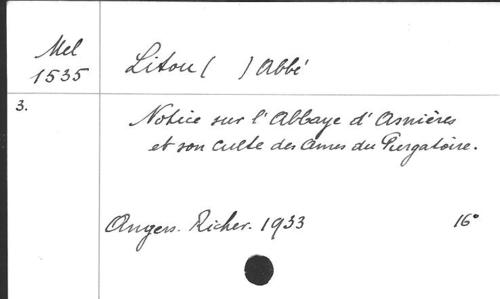 Mel
1535
Litou ( ) Abbé
3.
Notice sur l'Abbaye d'Asnières
et son culte des Ames du Purgatoire.
Angers. Richer. 1933 16°